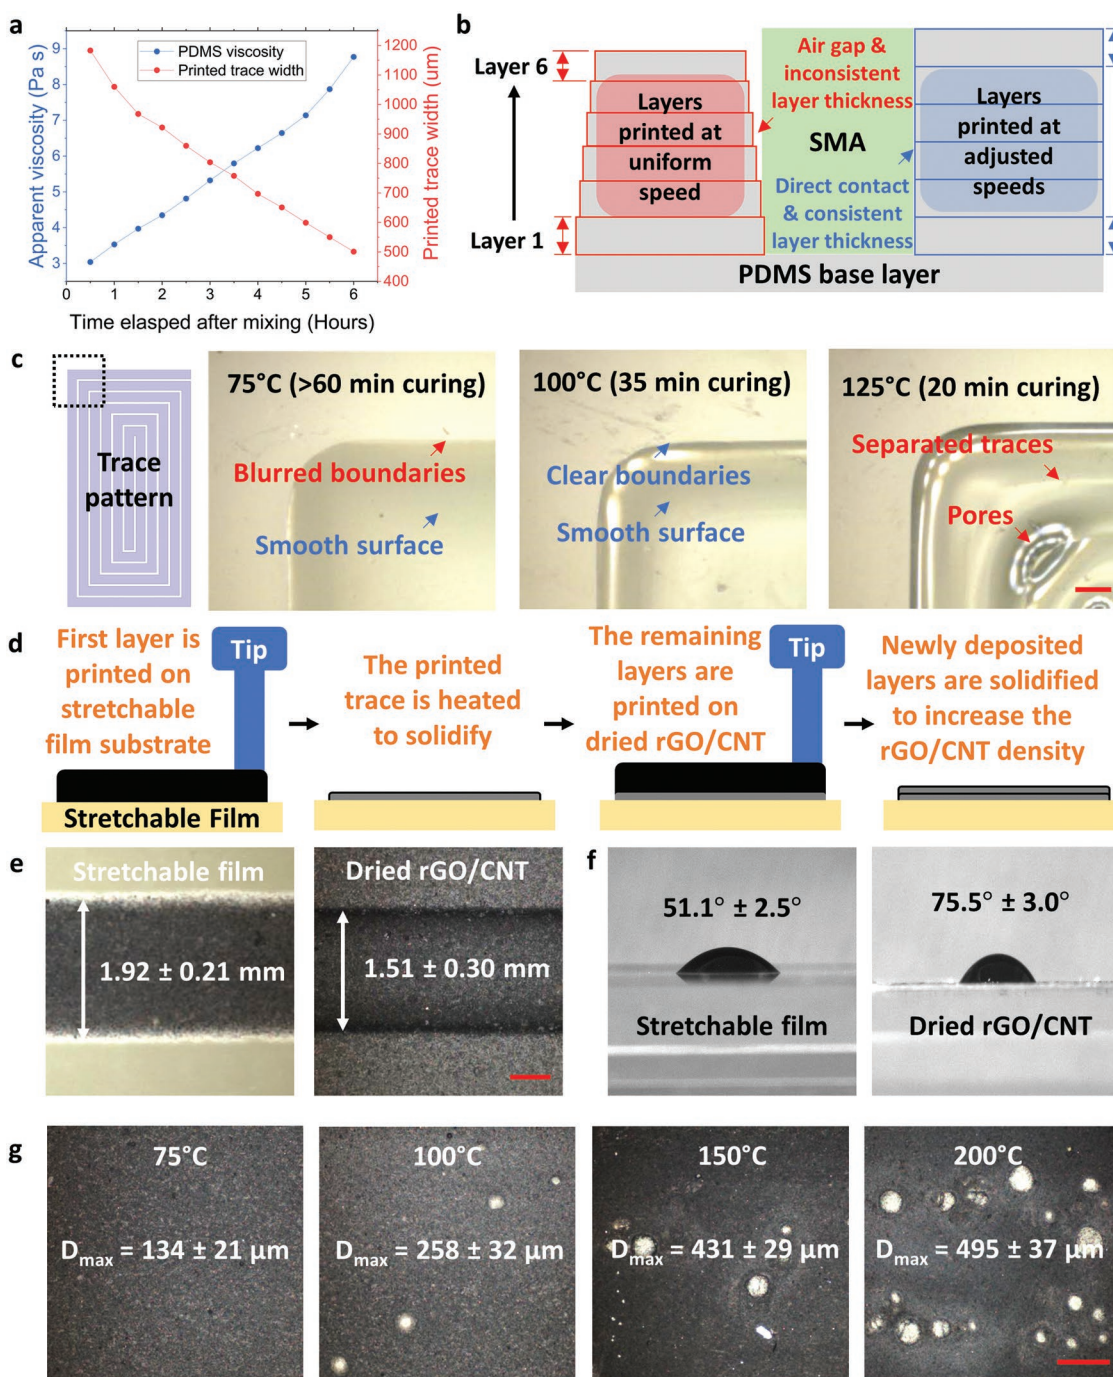 a
PDMS viscosity
Printed trace width
Apparent viscosity (Pa s)
9
8
7
6
5
4
3
Printed trace width (um)
1200
1100
1000
900
800
700
600
500
400
0 1 2 3 4 5 6
Time elasped after mixing (Hours)
b
Layer 6
Layer 1
Layers
printed at
uniform
speed
Air gap &
inconsistent
layer thickness
SMA
Direct contact
& consistent
layer thickness
Layers
printed at
adjusted
speeds
PDMS base layer
c
Trace
pattern
75°C (>60 min curing)
Blurred boundaries
Smooth surface
100°C (35 min curing)
Clear boundaries
Smooth surface
125°C (20 min curing)
Separated traces
Pores
d
First layer is
printed on
stretchable
film substrate
Tip
Stretchable Film
The printed
trace is heated
to solidify
The remaining
layers are
printed on
dried rGO/CNT
Tip
Newly deposited
layers are solidified
to increase the
rGO/CNT density
e
Stretchable film
1.92 ± 0.21 mm
Dried rGO/CNT
1.51 ± 0.30 mm
f
51.1° ± 2.5°
Stretchable film
75.5° ± 3.0°
Dried rGO/CNT
g
75°C
Dmax = 134 ± 21 μm
100°C
Dmax = 258 ± 32 μm
150°C
Dmax = 431 ± 29 μm
200°C
Dmax = 495 ± 37 μm